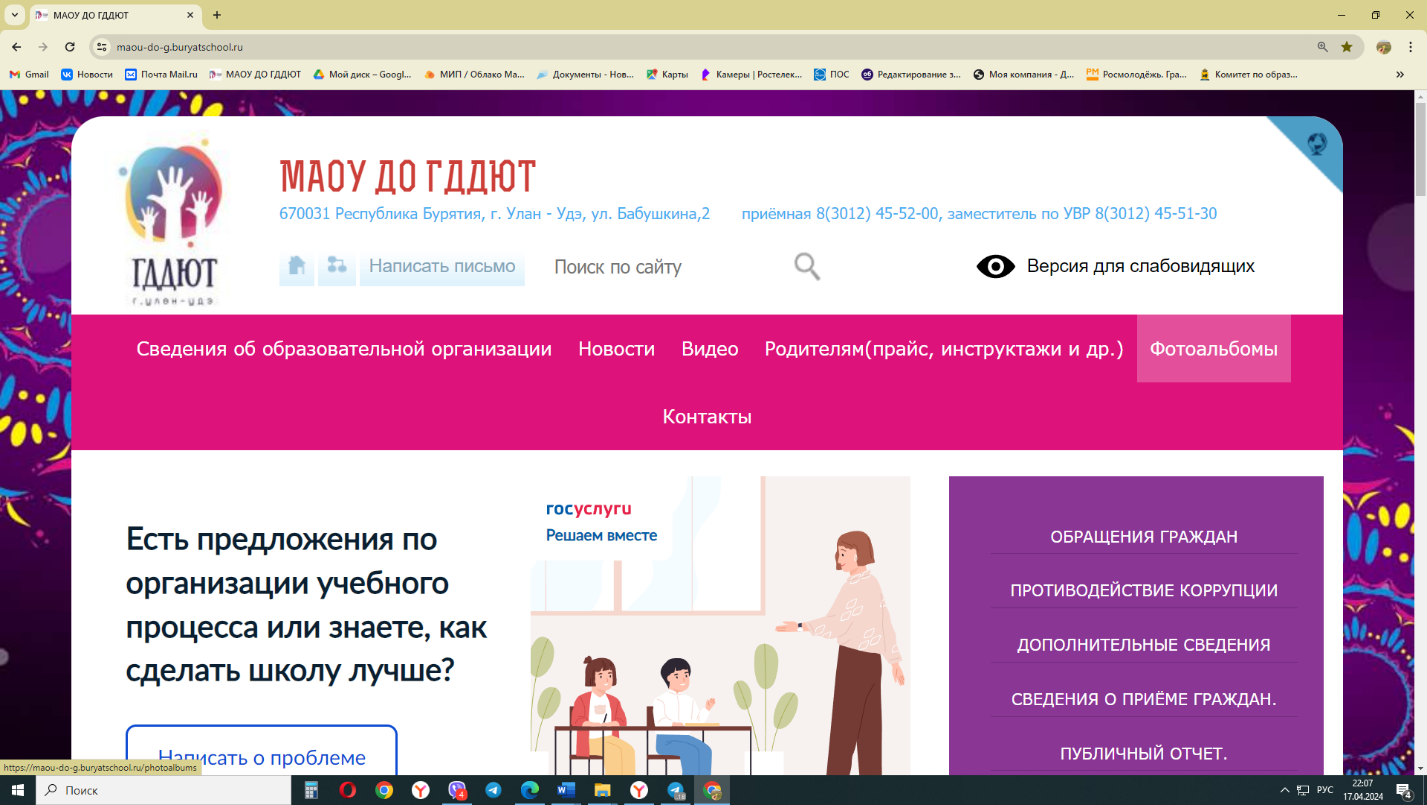 МАОУ ДО ГДДЮТ
maou-do-g.buryatschool.ru
Gmail
Новости
Почта Mail.ru
МАОУ ДО ГДДЮТ
Мой диск – Googl...
МИП / Облако Ma...
Документы - Нов...
Карты
Камеры | Ростелек...
ПОС
Редактирование з...
Моя компания - Д...
Росмолодёжь. Гра...
Комитет по образ...
МАОУ ДО ГДДЮТ
670031 Республика Бурятия, г. Улан - Удэ, ул. Бабушкина,2 приёмная 8(3012) 45-52-00, заместитель по УВР 8(3012) 45-51-30
ГДДЮТ
г.улан-удэ
Написать письмо
Поиск по сайту
Версия для слабовидящих
Сведения об образовательной организации
Новости
Видео
Родителям(прайс, инструктажи и др.)
Фотоальбомы
Контакты
Есть предложения по
организации учебного
процесса или знаете, как
сделать школу лучше?
Написать о проблеме
госуслуги
Решаем вместе
ОБРАЩЕНИЯ ГРАЖДАН
ПРОТИВОДЕЙСТВИЕ КОРРУПЦИИ
ДОПОЛНИТЕЛЬНЫЕ СВЕДЕНИЯ
СВЕДЕНИЯ О ПРИЁМЕ ГРАЖДАН.
ПУБЛИЧНЫЙ ОТЧЕТ.
https://maou-do-g.buryatschool.ru/photoalbums
Поиск
РУС
22:07
17.04.2024